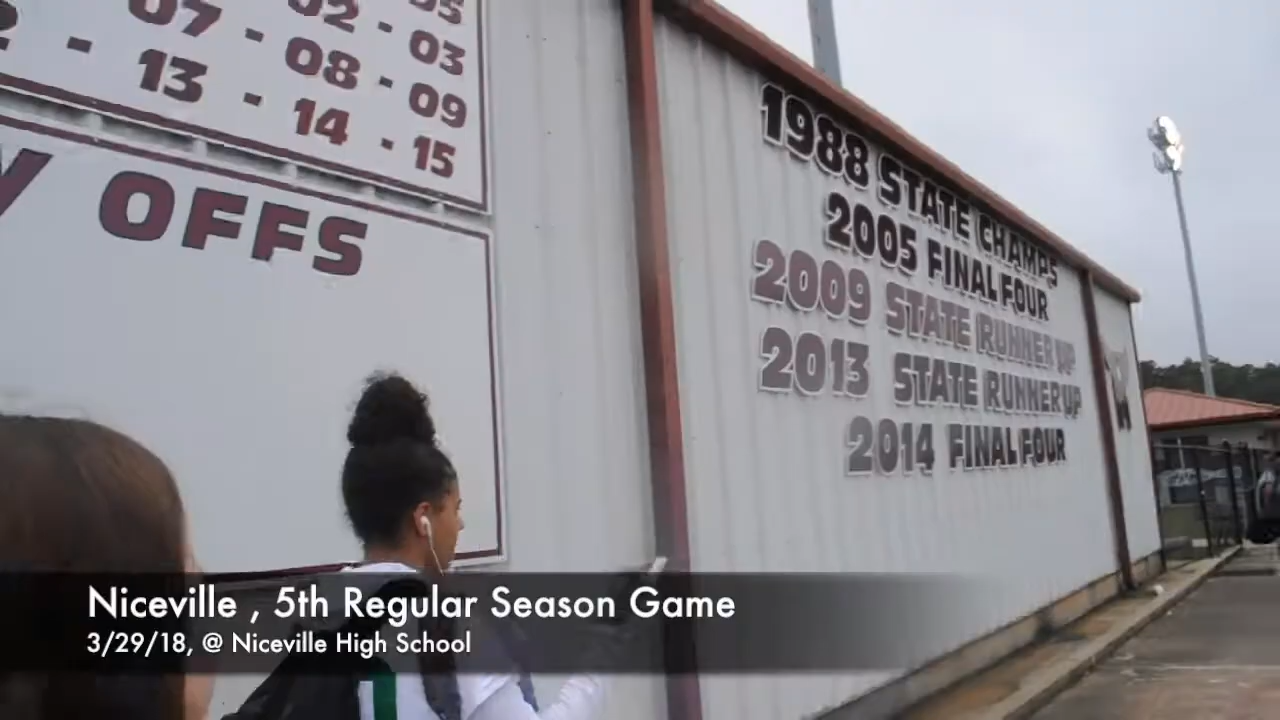 05
07 - 02 - 03
- 13 - 08 - 09
- 14 - 15
OFFS
1988 STATE CHAMPS
2005 FINAL FOUR
2009 STATE RUNNER UP
2013 STATE RUNNER UP
2014 FINAL FOUR
Niceville , 5th Regular Season Game
3/29/18, @ Niceville High School